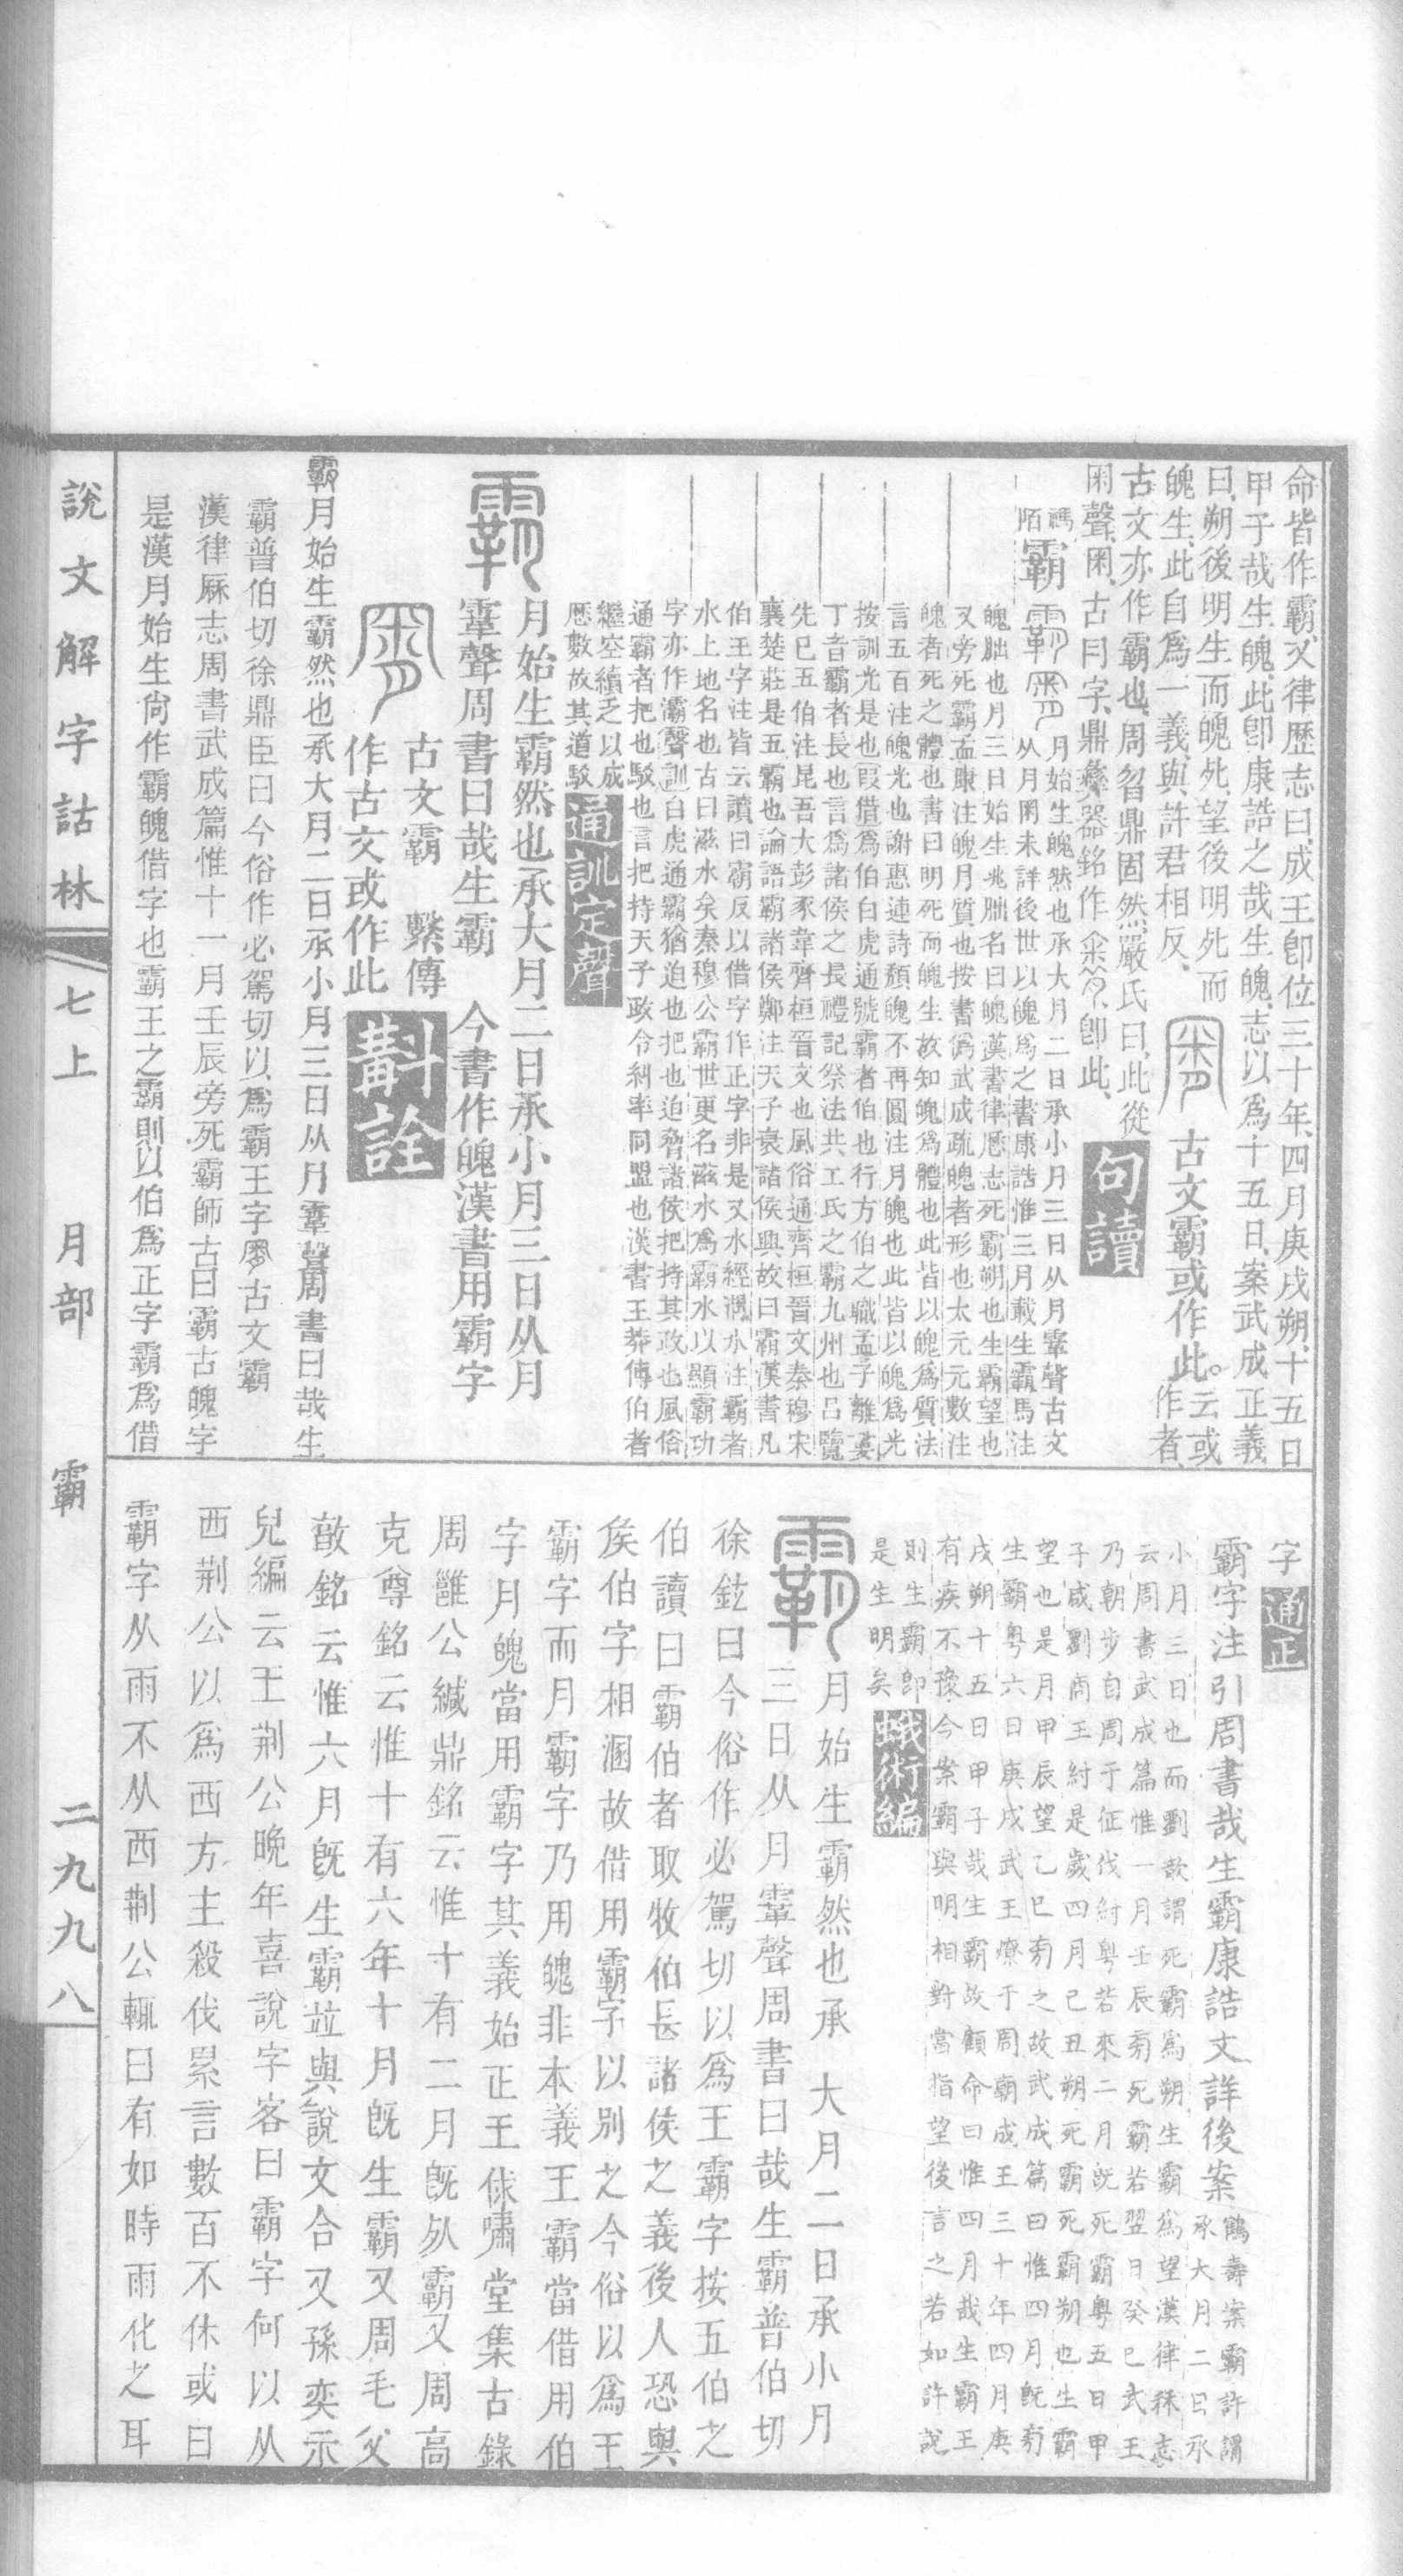 命皆作霸、又律歷志曰、成王卽位三十年、四月庚戌朔、十五日
甲子哉生魄、此卽康誥之哉生魄、志以爲十五日、案武成正義
曰、朔後明生而魄死、望後明死而
魄生、此自爲一義、與許君相反、
古文霸或作此。云或作者、
古文亦作霸也、周曶鼎固然、嚴氏曰、此從
䨣聲、古曰字、鼎彝器銘作、卽此、
句讀
禡陌
霸
月始生魄然也承大月二日承小月三日从月䨣聲古文
从月未詳後世以魄爲之書康誥惟三月載生霸馬注
魄朏也月三日始生兆朏名曰魄漢書律厯志死霸朔也生霸望也
又旁死霸孟康注魄月質也按書僞武成疏魄者形也太元元數注
魄者死之體也書曰明死而魄生故知魄爲體也此皆以魄爲質法
言五百注魄光也謝惠連詩頹魄不再圓注月魄也此皆以魄爲光
按訓光是也叚借爲伯白虎通號霸者伯也行方伯之職孟子離婁
丁音霸者長也言爲諸侯之長禮記祭法共工氏之霸九州也呂覽
先已五伯注昆吾大彭豕韋齊桓晉文也風俗通齊桓晉文秦穆宋
襄楚莊是五霸也論語霸諸侯鄭注天子衰諸侯興故曰霸漢書凡
伯王字注皆云讀曰霸反以借字作正字非是又水經㶚水注霸者
水上地名也古曰滋水矣秦穆公霸世更名滋水爲霸水以顯霸功
字亦作灞聲訓白虎通霸猶迫也把也迫脅諸侯把持其政也風俗
通霸者把也駁也言把持天子政令糾率同盟也漢書王莽傳伯者
繼空續乏以成
厯數故其道駁
通訓定聲
月始生霸然也承大月二日承小月三日从月
䨣聲周書曰哉生霸 今書作魄漢書用霸字
古文霸 繫傳
作古文或作此
斠詮
霸月始生霸然也承大月二日承小月三日从月䨣聲周書曰哉生
霸普伯切徐鼎臣曰今俗作必駕切以爲霸王字古文霸
漢律厤志周書武成篇惟十一月壬辰旁死霸師古曰霸古魄字
是漢月始生尙作霸魄借字也霸王之霸則以伯爲正字霸爲借
字
通正
霸字注引周書哉生霸康誥文詳後案
鶴壽案霸許謂承大月二日承
小月三日也而劉歆謂死霸爲朔生霸爲望漢律秝志
云周書武成篇惟一月壬辰㫄死霸若翌日癸巳武王
乃朝步自周于征伐紂粤若來二月旣死霸粤五日甲
子咸劉商王紂是歲四月己丑朔死霸死霸朔也生霸
望也是月甲辰望乙巳㫄之故武成篇曰惟四月旣㫄
生霸粤六日庚戌武王燎于周廟成王三十年四月庚
戌朔十五日甲子哉生霸故顧命曰惟四月哉生霸王
有疾不豫今案霸與明相對當指望後言之若如許說
則生霸卽
是生明矣
蛾術編
月始生霸然也承大月二日承小月
三日从月䨣聲周書曰哉生霸普伯切
徐鉉曰今俗作必駕切以爲王霸字按五伯之
伯讀曰霸伯者取牧伯長諸侯之義後人恐與
侯伯字相溷故借用霸字以別之今俗以爲王
霸字而月霸字乃用魄非本義王霸當借用伯
字月魄當用霸字其義始正王俅嘯堂集古錄
周雝公緘鼎銘云惟十有二月旣死霸又周高
克尊銘云惟十有六年十月旣生霸又周毛父
敔銘云惟六月旣生霸竝與說文合又孫奕示
兒編云王荆公晚年喜說字客曰霸字何以从
西荆公以爲西方主殺伐累言數百不休或曰
霸字从雨不从西荆公輒曰有如時雨化之耳
說文解字詁林 七上 月部 霸 二九九八